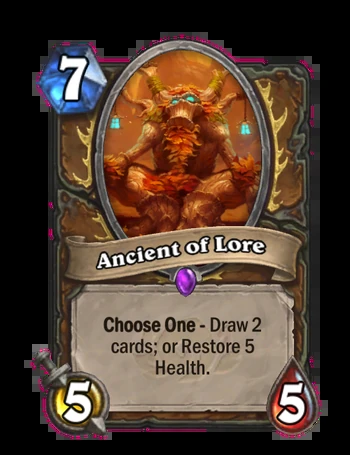 7
Ancient of Lore
Choose One - Draw 2
cards; or Restore 5
Health.
5
5